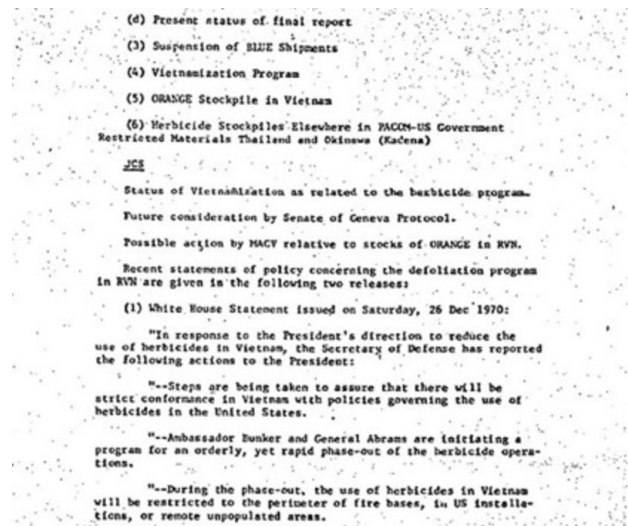 (d) Present status of final report
(3) Suspension of BLUE Shipments
(4) Vietnamization Program
(5) ORANGE Stockpile in Vietnam
(6) Herbicide Stockpiles Elsewhere in PACOM-US Government
Restricted Materials Thailand and Okinawa (Kadena)
JCS
Status of Vietnamization as related to the herbicide program.
Future consideration by Senate of Geneva Protocol.
Possible action by MACV relative to stocks of ORANGE in RVN.
Recent statements of policy concerning the defoliation program
in RVN are given in the following two releases:
(1) White House Statement issued on Saturday, 26 Dec 1970:
"In response to the President's direction to reduce the
use of herbicides in Vietnam, the Secretary of Defense has reported
the following actions to the President:
"--Steps are being taken to assure that there will be
strict conformance in Vietnam with policies governing the use of
herbicides in the United States.
"--Ambassador Bunker and General Abrams are initiating a
program for an orderly, yet rapid phase-out of the herbicide opera-
tions.
"--During the phase-out, the use of herbicides in Vietnam
will be restricted to the perimeter of fire bases, in US installa-
tions, or remote unpopulated areas.